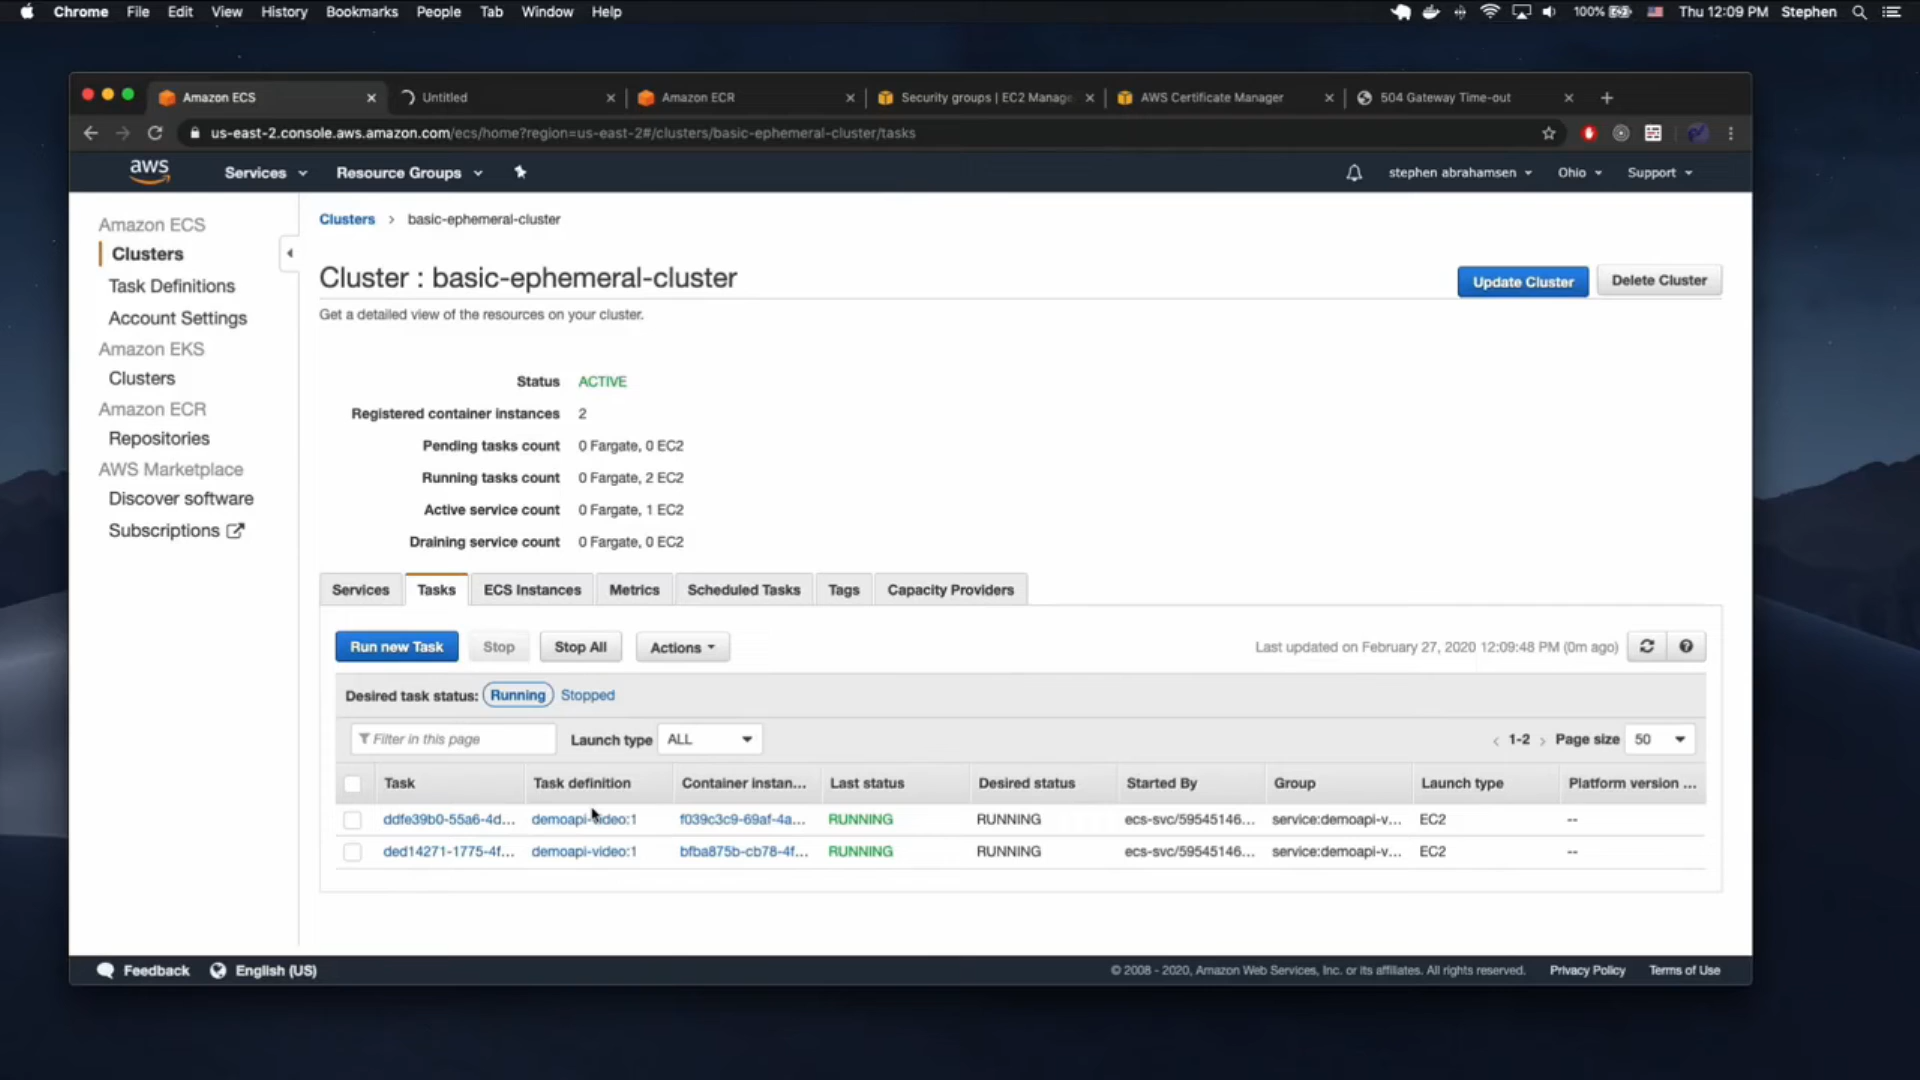 Chrome File Edit View History Bookmarks People Tab Window Help 100% Thu 12:09 PM Stephen
Amazon ECS Untitled Amazon ECR Security groups | EC2 Manage AWS Certificate Manager 504 Gateway Time-out
us-east-2.console.aws.amazon.com/ecs/home?region=us-east-2#/clusters/basic-ephemeral-cluster/tasks
aws Services Resource Groups stephen abrahamsen Ohio Support
Amazon ECS
Clusters
Task Definitions
Account Settings
Amazon EKS
Clusters
Amazon ECR
Repositories
AWS Marketplace
Discover software
Subscriptions
Clusters > basic-ephemeral-cluster
Cluster : basic-ephemeral-cluster
Update Cluster Delete Cluster
Get a detailed view of the resources on your cluster.
Status ACTIVE
Registered container instances 2
Pending tasks count 0 Fargate, 0 EC2
Running tasks count 0 Fargate, 2 EC2
Active service count 0 Fargate, 1 EC2
Draining service count 0 Fargate, 0 EC2
Services Tasks ECS Instances Metrics Scheduled Tasks Tags Capacity Providers
Run new Task Stop Stop All Actions Last updated on February 27, 2020 12:09:48 PM (0m ago)
Desired task status: Running Stopped
Filter in this page Launch type ALL < 1-2 > Page size 50
Task Task definition Container instan... Last status Desired status Started By Group Launch type Platform version ...
ddfe39b0-55a6-4d... demoapi-video:1 f039c3c9-69af-4a... RUNNING RUNNING ecs-svc/59545146... service:demoapi-v... EC2 --
ded14271-1775-4f... demoapi-video:1 bfba875b-cb78-4f... RUNNING RUNNING ecs-svc/59545146... service:demoapi-v... EC2 --
Feedback English (US) © 2008 - 2020, Amazon Web Services, Inc. or its affiliates. All rights reserved. Privacy Policy Terms of Use